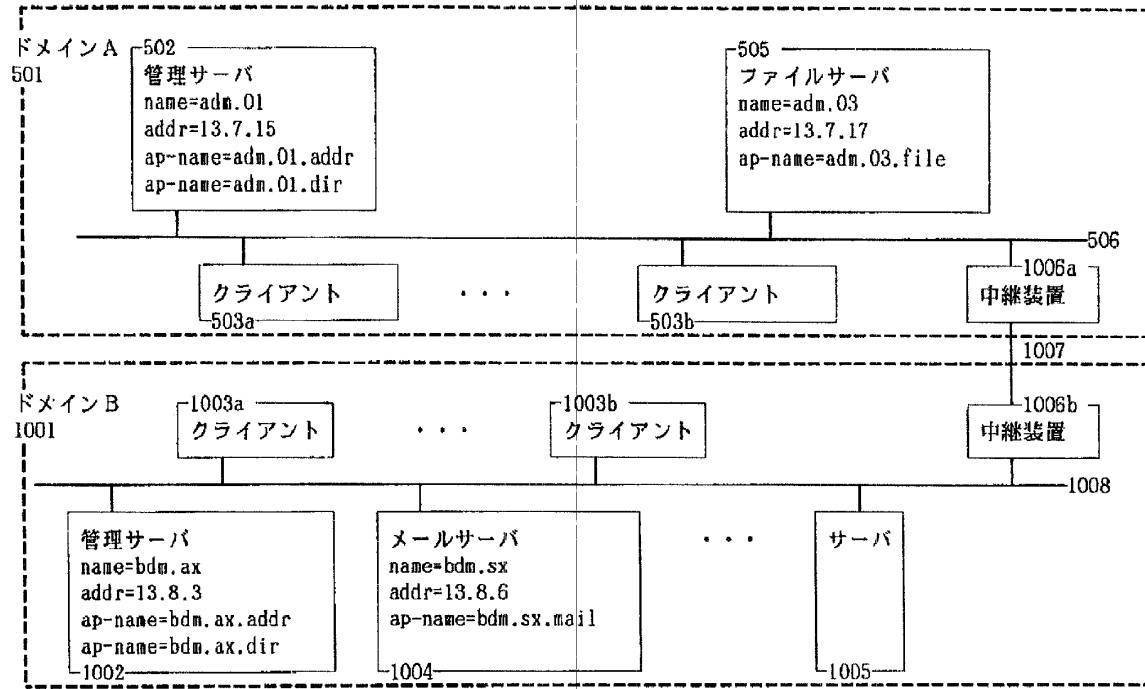 ドメインA
501
502
管理サーバ
name=adm.01
addr=13.7.15
ap-name=adm.01.addr
ap-name=adm.01.dir
505
ファイルサーバ
name=adm.03
addr=13.7.17
ap-name=adm.03.file
506
クライアント
503a
・・・
クライアント
503b
1006a
中継装置
1007
ドメインB
1001
1003a
クライアント
・・・
1003b
クライアント
1006b
中継装置
1008
管理サーバ
name=bdm.ax
addr=13.8.3
ap-name=bdm.ax.addr
ap-name=bdm.ax.dir
1002
メールサーバ
name=bdm.sx
addr=13.8.6
ap-name=bdm.sx.mail
1004
・・・
サーバ
1005